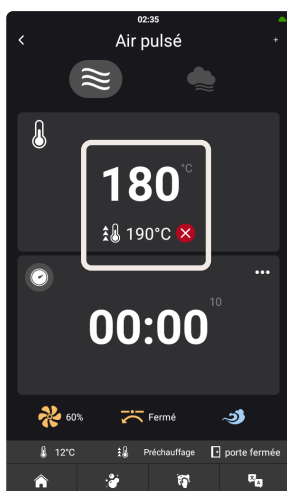 02:35
Air pulsé
+
180 °C
190°C
10
00:00
60%
Fermé
12°C
Préchauffage
porte fermée